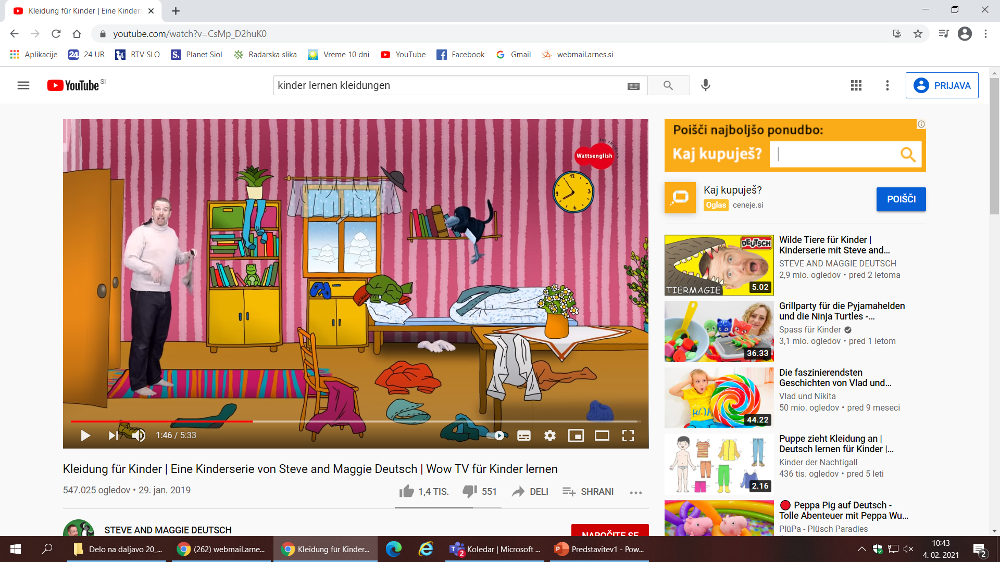 Kleidung für Kinder | Eine Kinders
youtube.com/watch?v=CsMp_D2huK0
Aplikacije
24 UR
RTV SLO
Planet Siol
Radarska slika
Vreme 10 dni
YouTube
Facebook
Gmail
webmail.arnes.si
YouTube SI
kinder lernen kleidungen
PRIJAVA
for children
Wattsenglish
12
3
6
9
1:46 / 5:33
Kleidung für Kinder | Eine Kinderserie von Steve and Maggie Deutsch | Wow TV für Kinder lernen
547.025 ogledov • 29. jan. 2019
1,4 TIS.
551
DELI
SHRANI
STEVE AND MAGGIE DEUTSCH
NAROČITE SE
Poišči najboljšo ponudbo:
Kaj kupuješ?
Kaj kupuješ?
Oglas ceneje.si
POIŠČI
DEUTSCH
TIERMAGIE
5.02
Wilde Tiere für Kinder |
Kinderserie mit Steve and...
STEVE AND MAGGIE DEUTSCH
2,9 mio. ogledov • pred 2 letoma
36.33
Grillparty für die Pyjamahelden
und die Ninja Turtles -...
Spass für Kinder
3,1 mio. ogledov • pred 1 letom
44.22
Die faszinierendsten
Geschichten von Vlad und...
Vlad und Nikita
50 mio. ogledov • pred 9 meseci
2.16
Puppe zieht Kleidung an |
Deutsch lernen für Kinder |...
Kinder der Nachtigall
436 tis. ogledov • pred 5 leti
Peppa Pig auf Deutsch -
Tolle Abenteuer mit Peppa Wu...
PlüPa - Plüsch Paradies
Delo na daljavo 20_...
(262) webmail.arne...
Kleidung für Kinder...
2
Koledar | Microsoft ...
Predstavitev1 - Pow...
10:43
4. 02. 2021
2